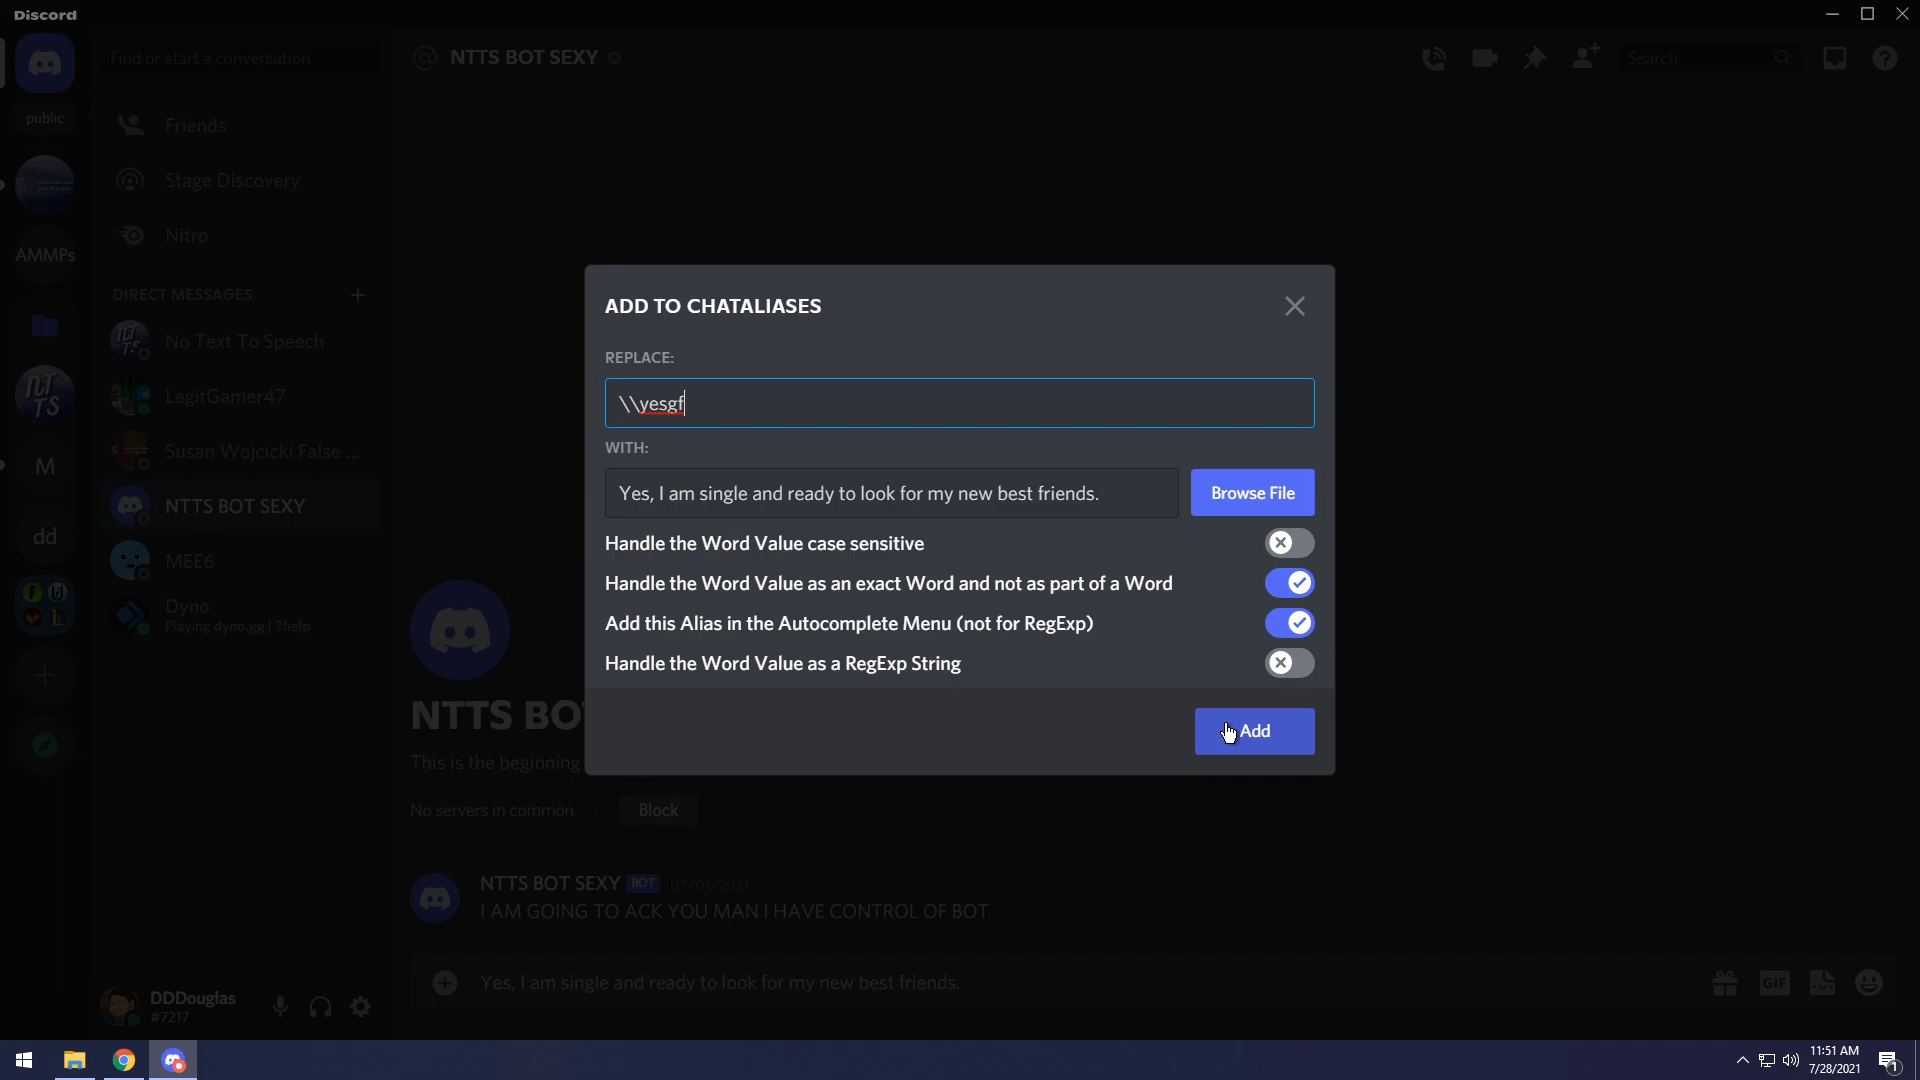 Discord
Find or start a conversation
NTTS BOT SEXY
Search
public
Friends
Stage Discovery
Nitro
AMMPs
DIRECT MESSAGES
No Text To Speech
LegitGamer47
Susan Wojcicki False ...
NTTS BOT SEXY
MEE6
Dyno
Playing dyno.gg | ?help
NT
TS
M
dd
ADD TO CHATALIASES
REPLACE:
\\yesgf
WITH:
Yes, I am single and ready to look for my new best friends.
Browse File
Handle the Word Value case sensitive
Handle the Word Value as an exact Word and not as part of a Word
Add this Alias in the Autocomplete Menu (not for RegExp)
Handle the Word Value as a RegExp String
Add
NTTS BO
This is the beginning
No servers in common
Block
NTTS BOT SEXY BOT 07/01/2021
I AM GOING TO ACK YOU MAN I HAVE CONTROL OF BOT
Yes, I am single and ready to look for my new best friends.
GIF
DDDouglas
#7217
11:51 AM
7/28/2021
1